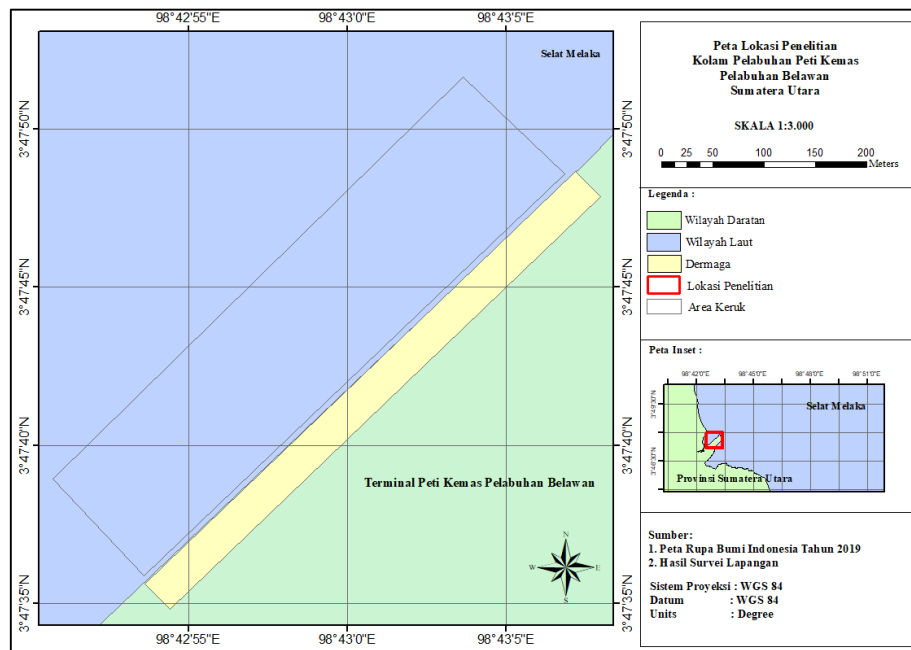 98°42'55"E 98°43'0"E 98°43'5"E
Selat Melaka
3°47'50"N 3°47'50"N
3°47'45"N 3°47'45"N
3°47'40"N 3°47'40"N
Terminal Peti Kemas Pelabuhan Belawan
N
W E
S
3°47'35"N 3°47'35"N
98°42'55"E 98°43'0"E 98°43'5"E
Peta Lokasi Penelitian
Kolam Pelabuhan Peti Kemas
Pelabuhan Belawan
Sumatera Utara
SKALA 1:3.000
0 25 50 100 150 200
Meters
Legenda :
Wilayah Daratan
Wilayah Laut
Dermaga
Lokasi Penelitian
Area Keruk
Peta Inset :
98°42'0"E 98°45'0"E 98°48'0"E 98°51'0"E
3°49'30"N
Selat Melaka
3°46'30"N
Provinsi Sumatera Utara
Sumber:
1. Peta Rupa Bumi Indonesia Tahun 2019
2. Hasil Survei Lapangan
Sistem Proyeksi : WGS 84
Datum : WGS 84
Units : Degree